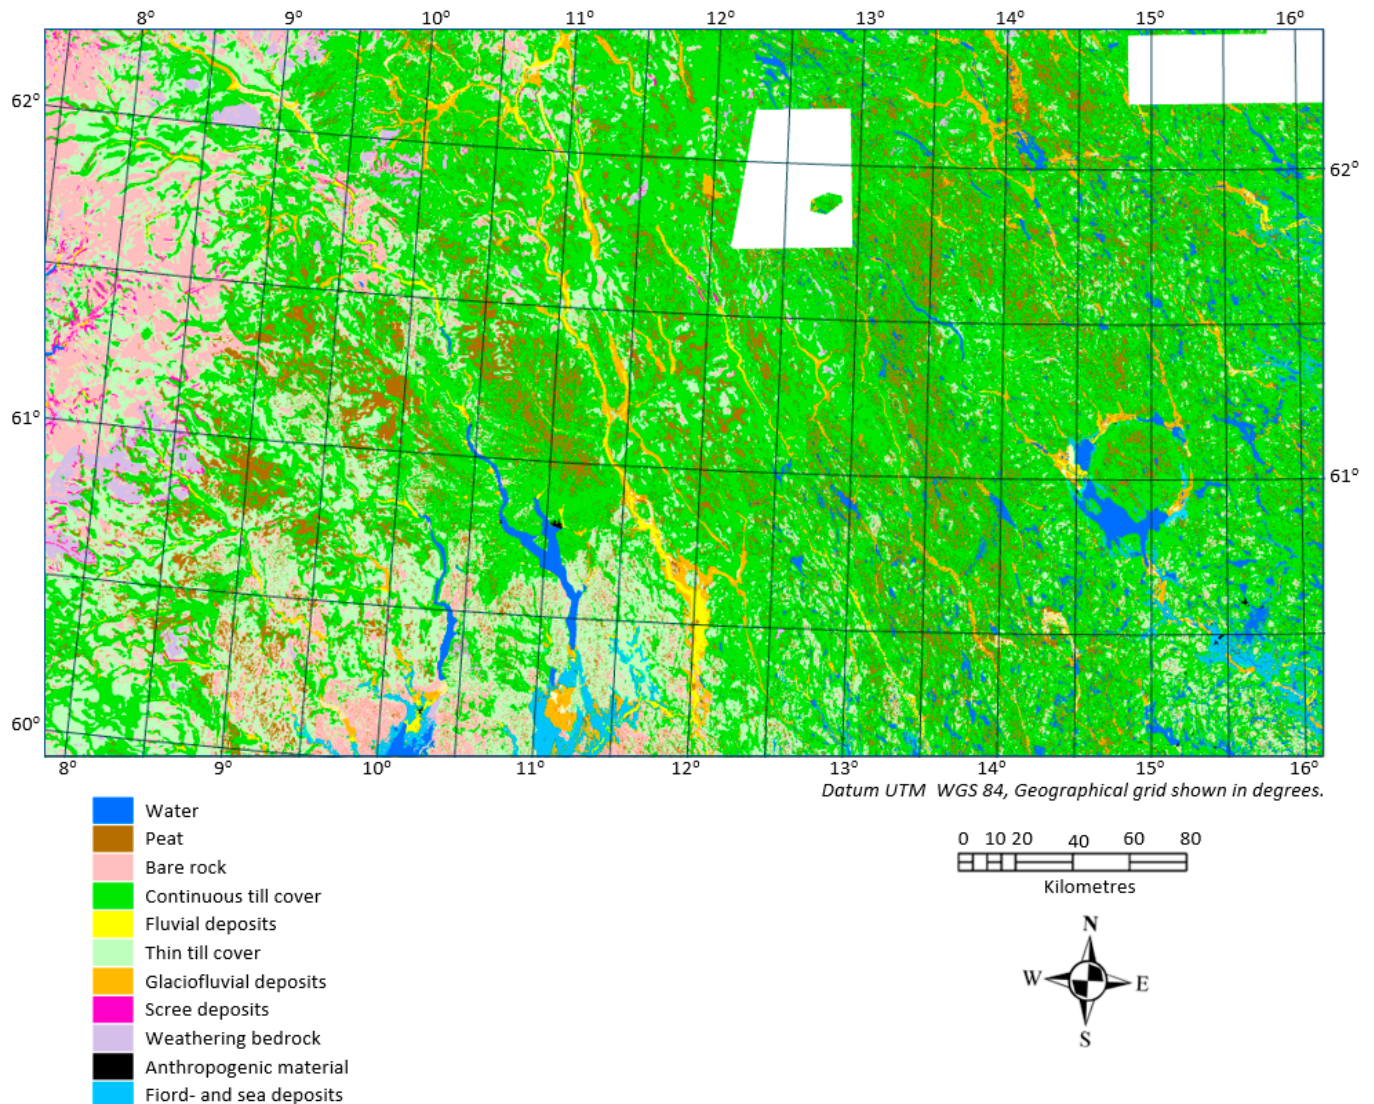 8° 9° 10° 11° 12° 13° 14° 15° 16°
62°
62°
61°
61°
60°
8° 9° 10° 11° 12° 13° 14° 15° 16°
Datum UTM WGS 84, Geographical grid shown in degrees.
Water
Peat
Bare rock
Continuous till cover
Fluvial deposits
Thin till cover
Glaciofluvial deposits
Scree deposits
Weathering bedrock
Anthropogenic material
Fiord- and sea deposits
0 10 20 40 60 80
Kilometres
N
W E
S